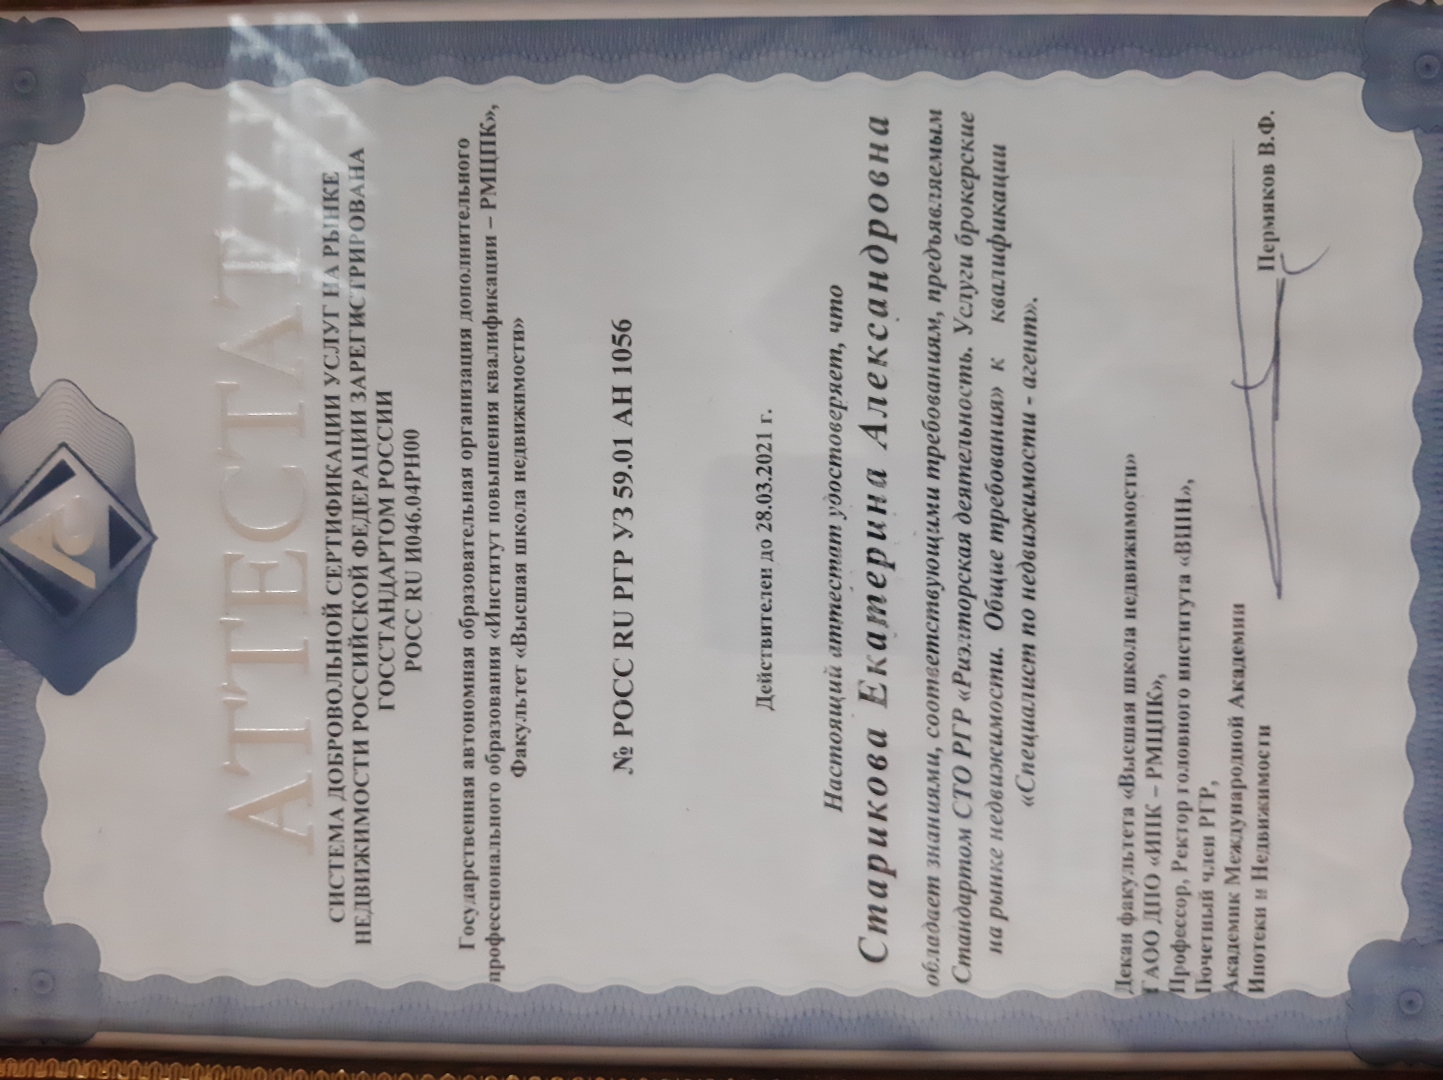 АТТЕСТАТ
СИСТЕМА ДОБРОВОЛЬНОЙ СЕРТИФИКАЦИИ УСЛУГ НА РЫНКЕ
НЕДВИЖИМОСТИ РОССИЙСКОЙ ФЕДЕРАЦИИ ЗАРЕГИСТРИРОВАНА
ГОССТАНДАРТОМ РОССИИ
РОСС RU И046.04РН00
Государственная автономная образовательная организация дополнительного
профессионального образования «Институт повышения квалификации – РМЦПК»,
Факультет «Высшая школа недвижимости»
№ РОСС RU РГР УЗ 59.01 АН 1056
Действителен до 28.03.2021 г.
Настоящий аттестат удостоверяет, что
Старикова Екатерина Александровна
обладает знаниями, соответствующими требованиям, предъявляемым
Стандартом СТО РГР «Риэлторская деятельность. Услуги брокерские
на рынке недвижимости. Общие требования» к квалификации
«Специалист по недвижимости - агент».
Декан факультета «Высшая школа недвижимости»
ГАОО ДПО «ИПК – РМЦПК»,
Профессор, Ректор головного института «ВШН»,
Почетный член РГР,
Академик Международной Академии
Ипотеки и Недвижимости
Пермяков В.Ф.